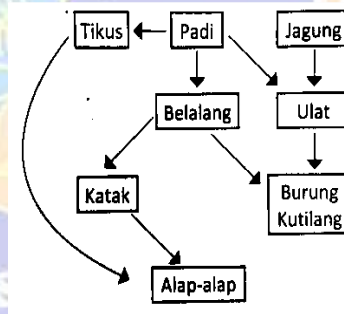 Tikus
Padi
Jagung
Belalang
Ulat
Katak
Burung
Kutilang
Alap-alap